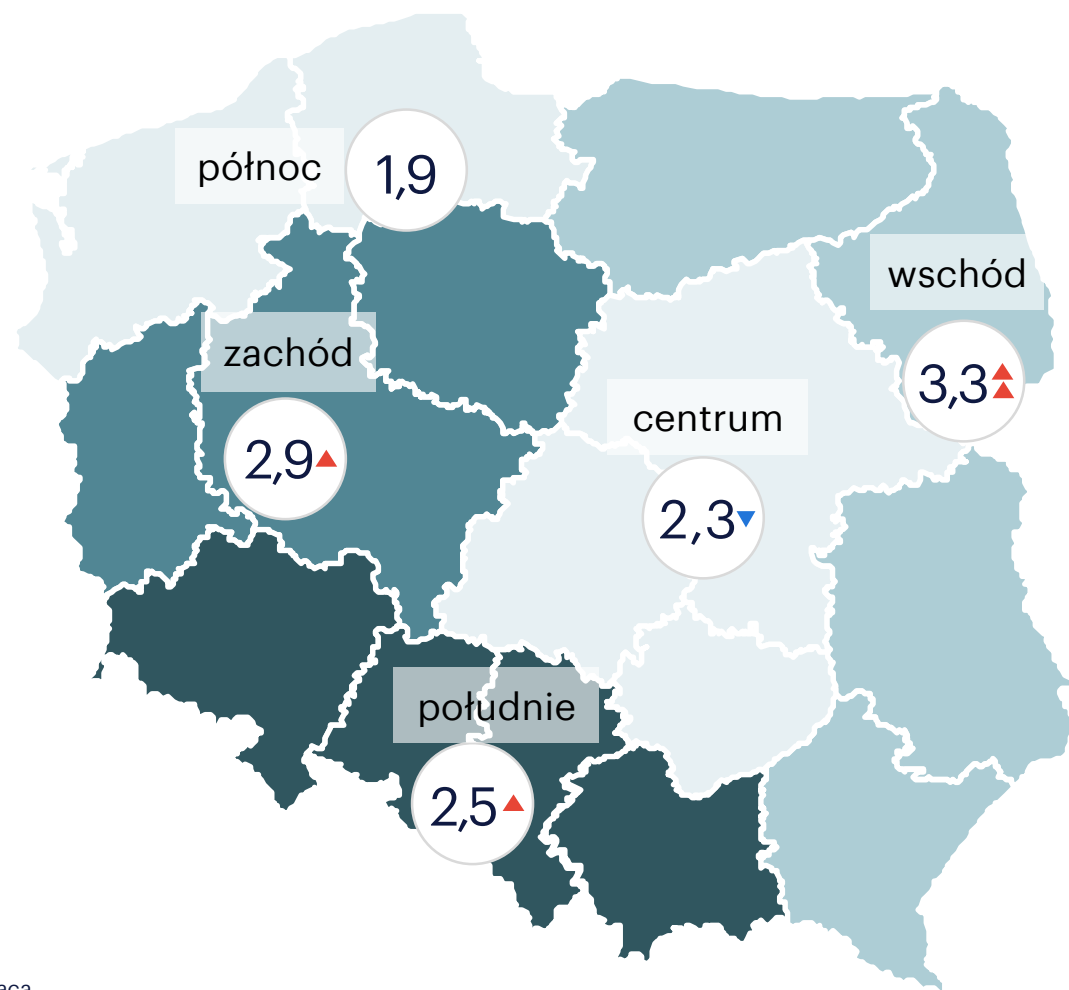 północ
1,9
wschód
3,3
zachód
2,9
centrum
2,3
południe
2,5